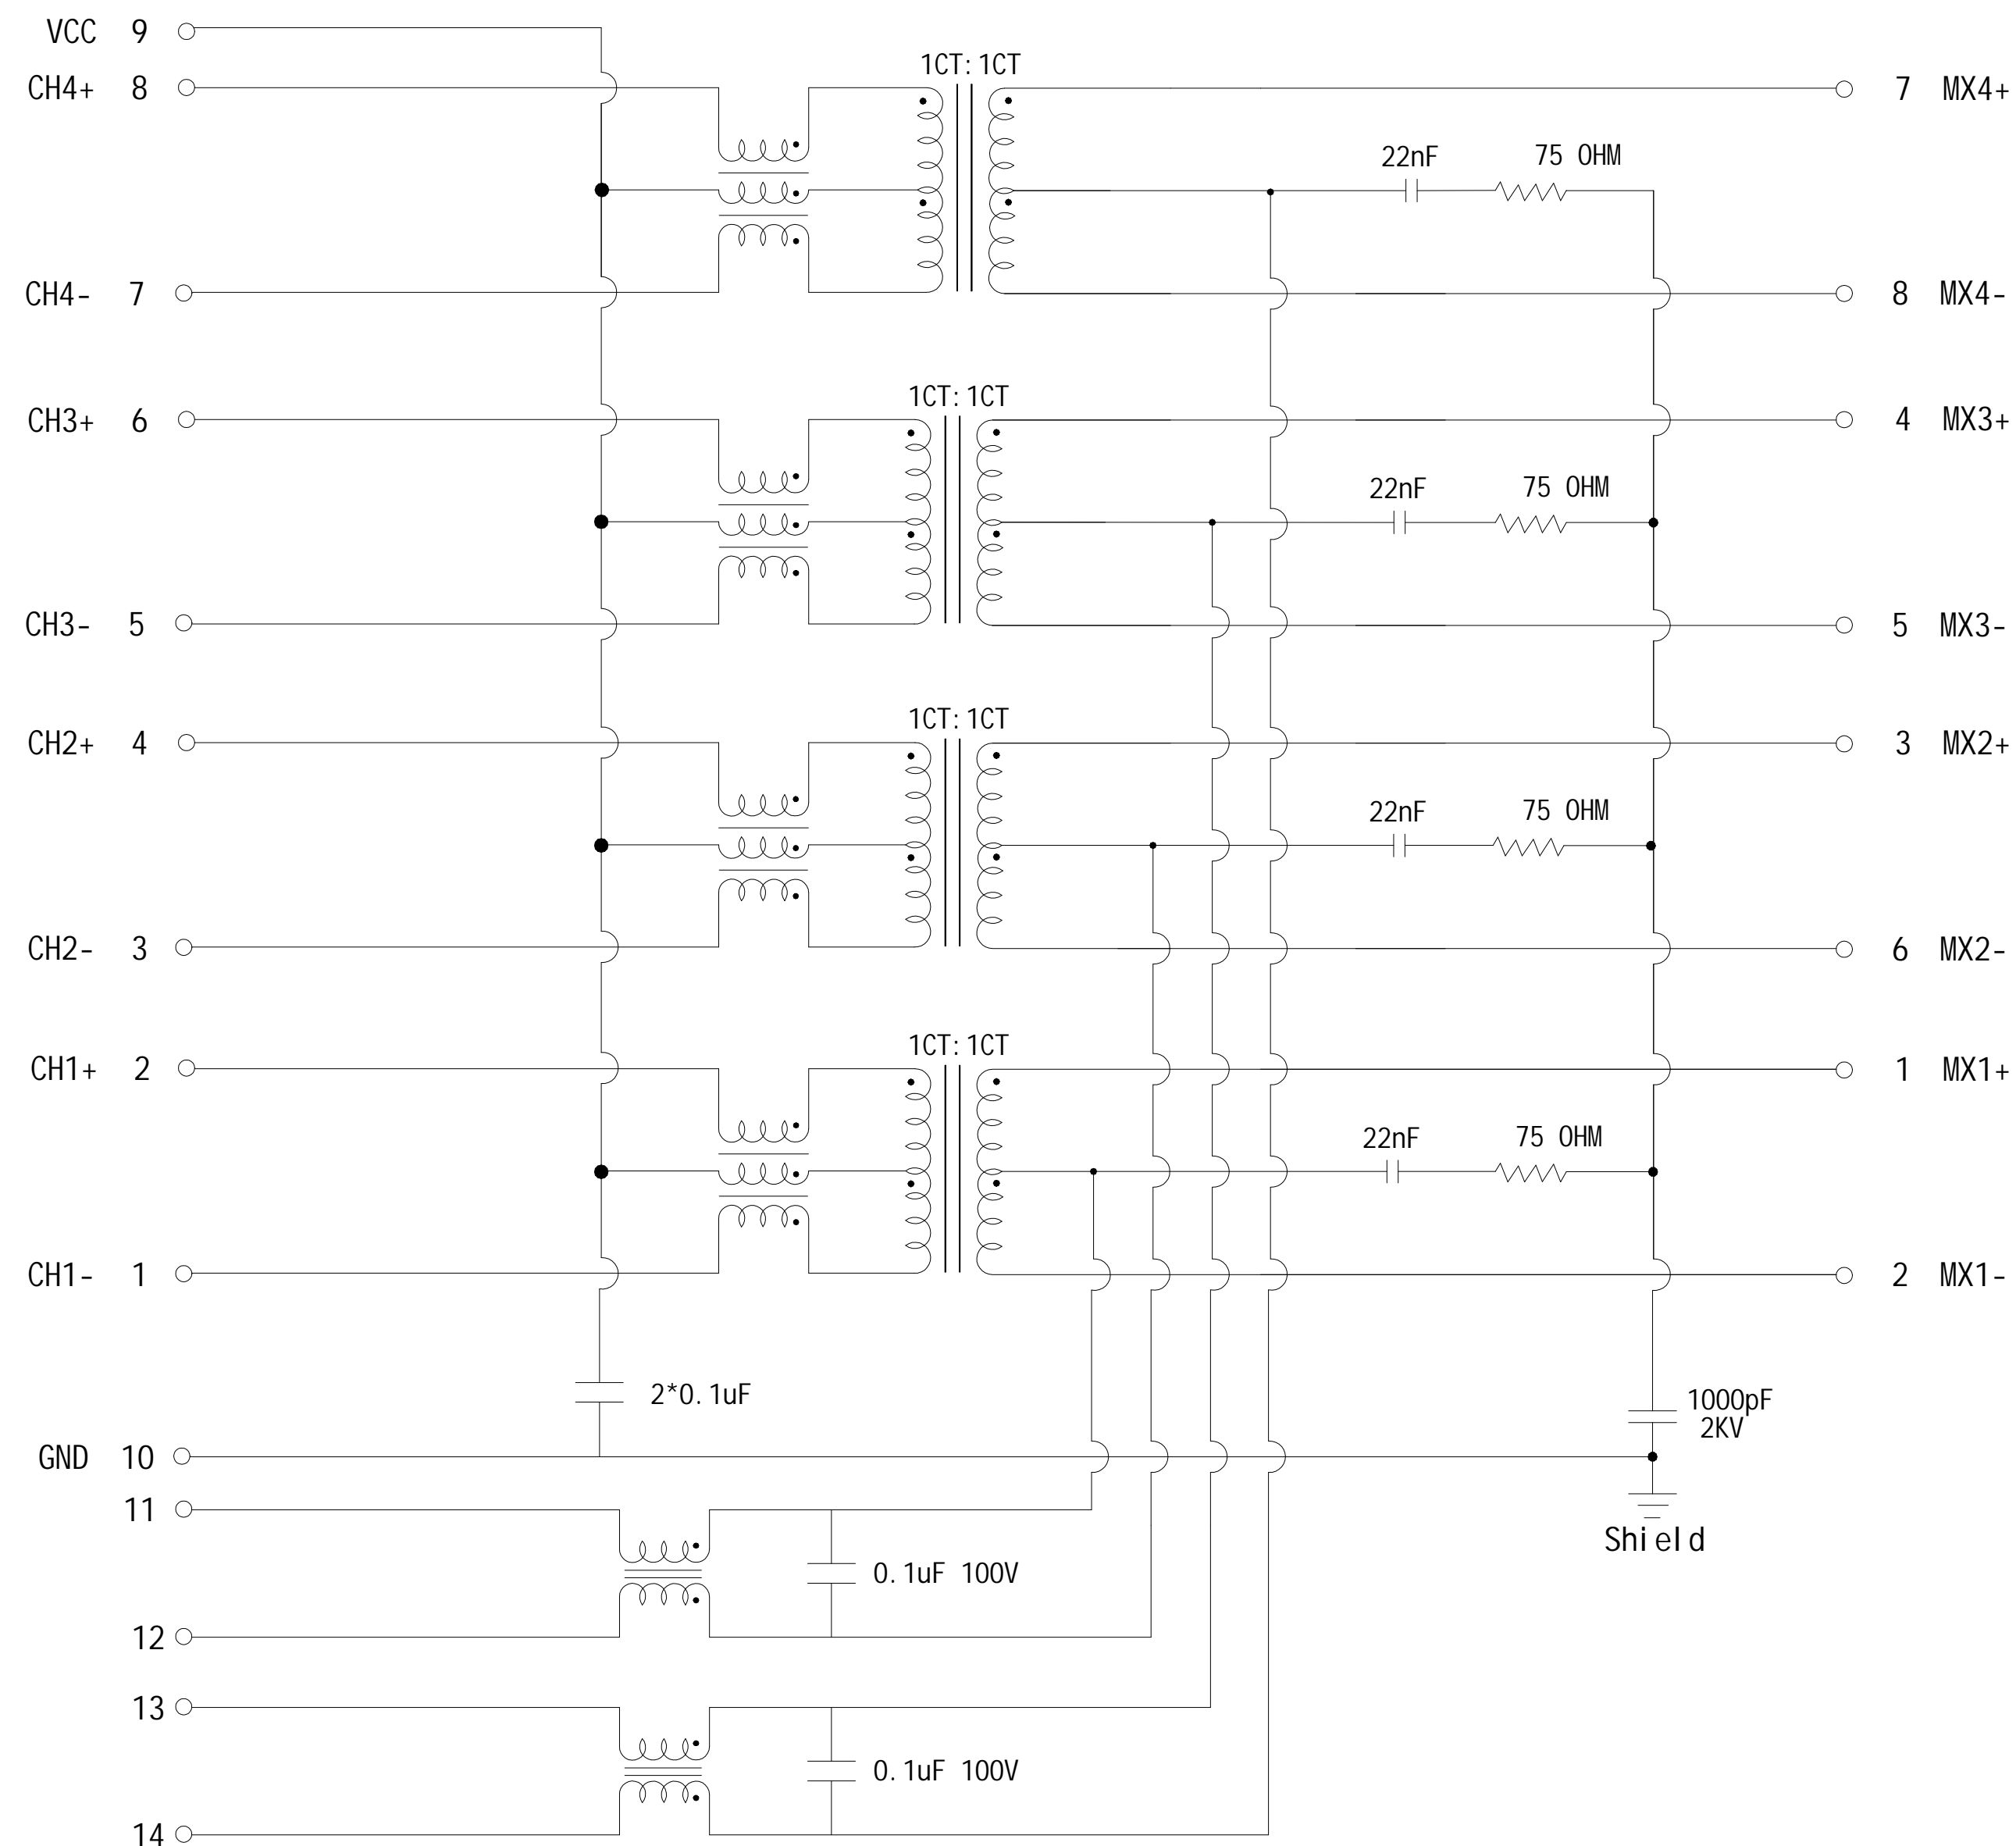 VCC 9
1CT:1CT
CH4+ 8
7 MX4+
22nF 75 OHM
CH4- 7
8 MX4-
1CT:1CT
CH3+ 6
4 MX3+
22nF 75 OHM
CH3- 5
5 MX3-
1CT:1CT
CH2+ 4
3 MX2+
22nF 75 OHM
CH2- 3
6 MX2-
1CT:1CT
CH1+ 2
1 MX1+
22nF 75 OHM
CH1- 1
2 MX1-
2*0.1uF
1000pF
2KV
GND 10
11
Shield
0.1uF 100V
12
13
0.1uF 100V
14